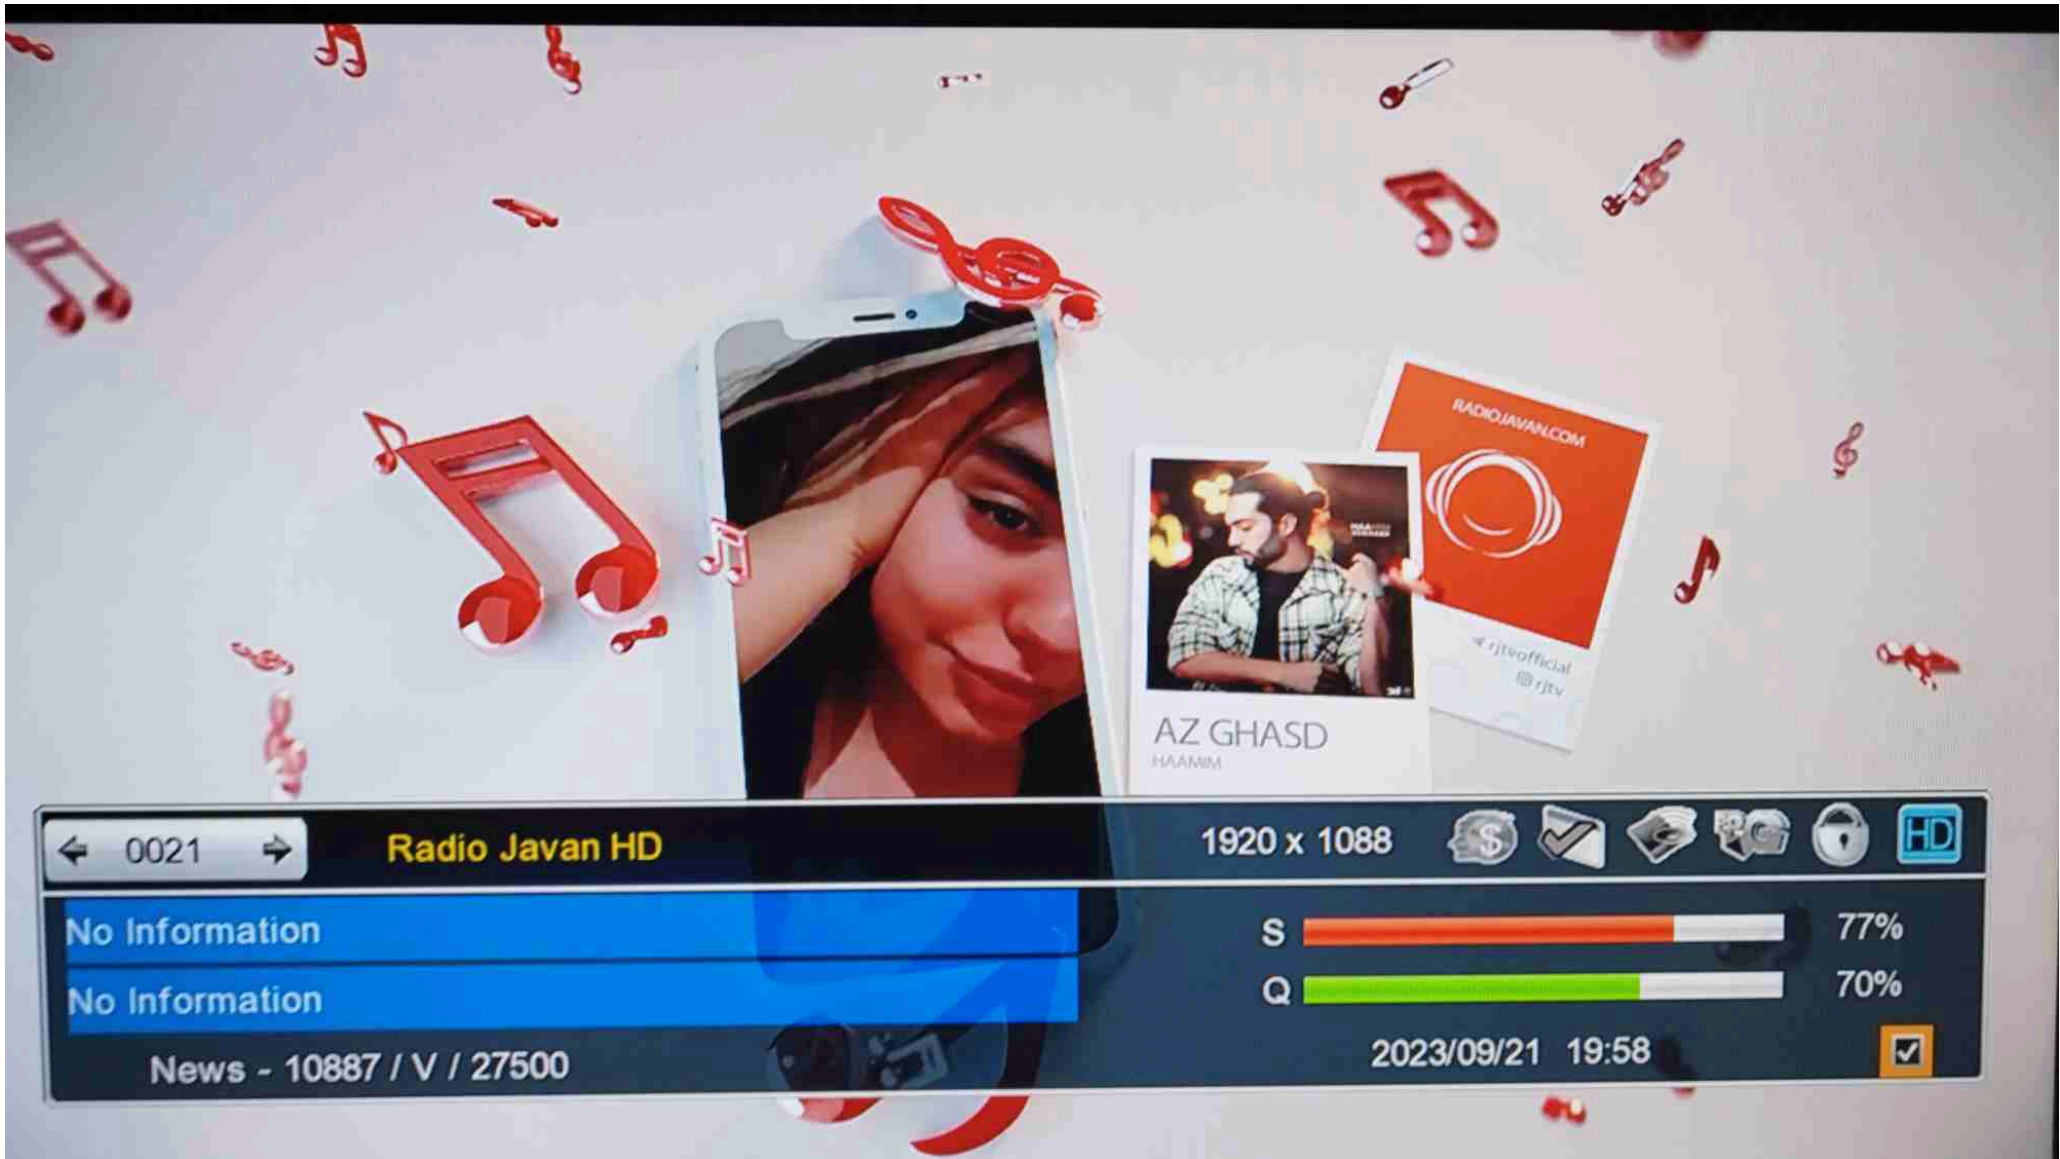 RADIOJAVAN.COM
rjtvofficial
rjtv
AZ GHASD
HAAMIM
0021
Radio Javan HD
1920 x 1088
HD
No Information
No Information
S 77%
Q 70%
News - 10887 / V / 27500
2023/09/21 19:58